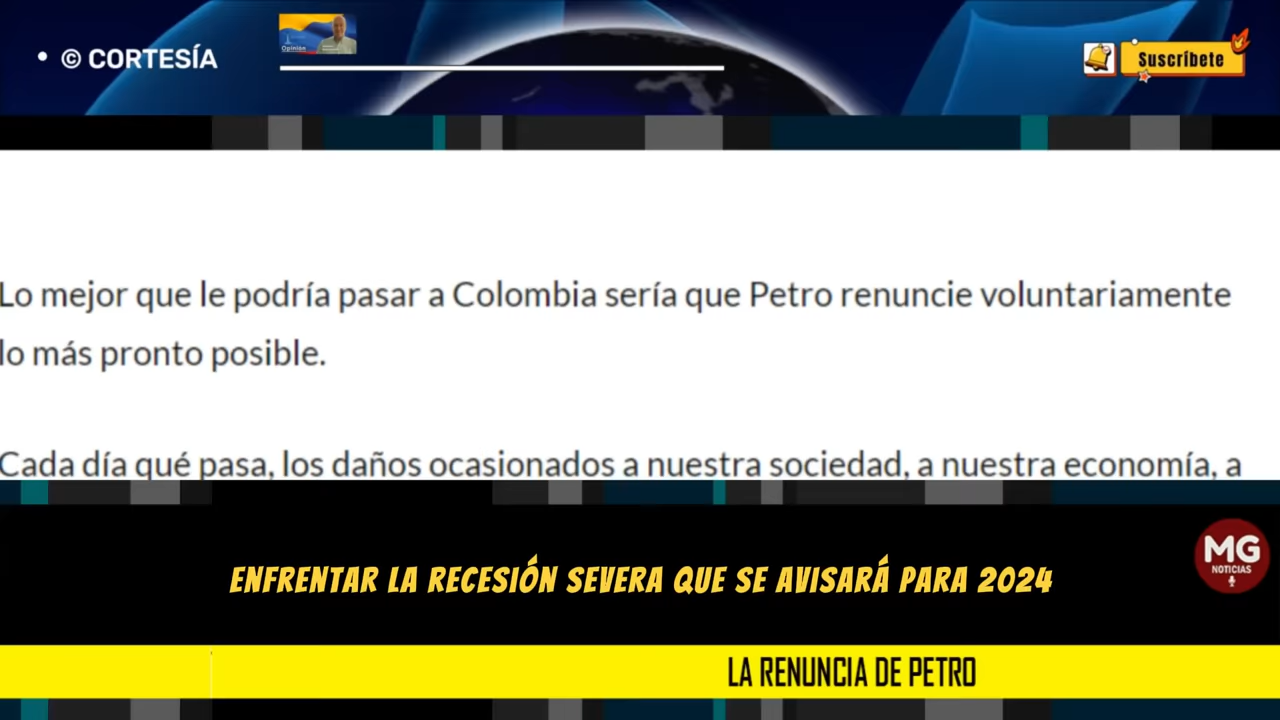 • © CORTESÍA
Opinión
Suscríbete
Lo mejor que le podría pasar a Colombia sería que Petro renuncie voluntariamente
lo más pronto posible.
Cada día qué pasa, los daños ocasionados a nuestra sociedad, a nuestra economía, a
ENFRENTAR LA RECESIÓN SEVERA QUE SE AVISARÁ PARA 2024
MG
NOTICIAS
LA RENUNCIA DE PETRO